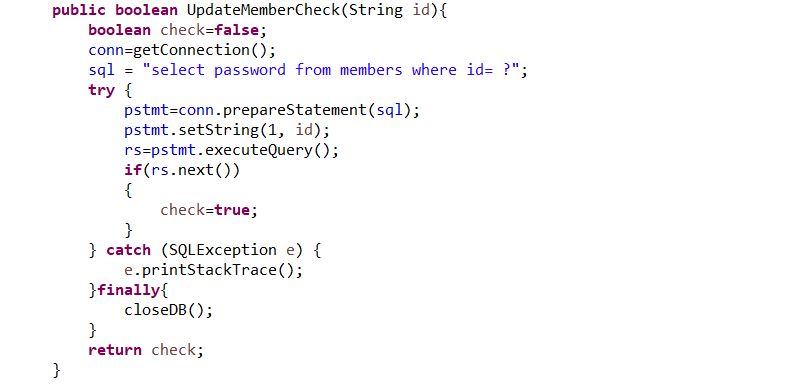 public boolean UpdateMemberCheck(String id){
boolean check=false;
conn=getConnection();
sql = "select password from members where id= ?";
try {
pstmt=conn.prepareStatement(sql);
pstmt.setString(1, id);
rs=pstmt.executeQuery();
if(rs.next())
{
check=true;
}
} catch (SQLException e) {
e.printStackTrace();
}finally{
closeDB();
}
return check;
}